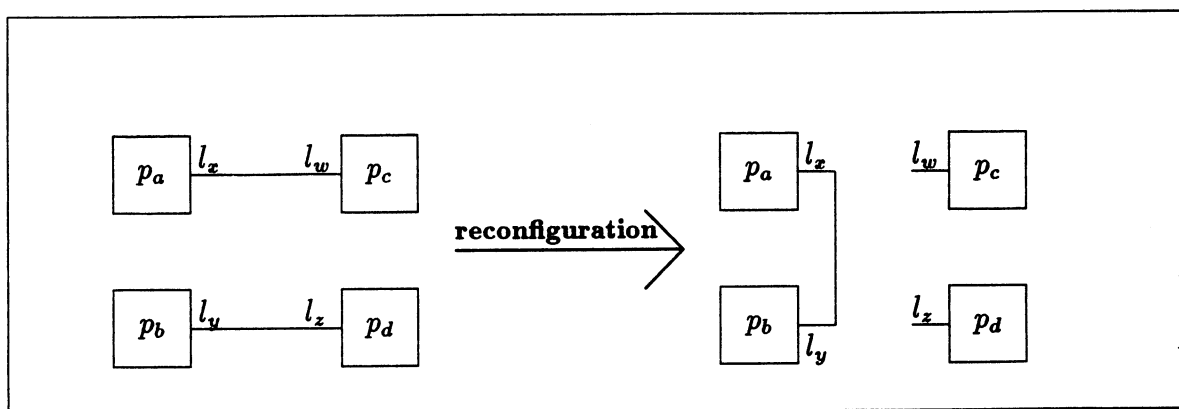 p_a l_x l_w p_c p_a l_x l_w p_c
reconfiguration
p_b l_y l_z p_d p_b l_y l_z p_d